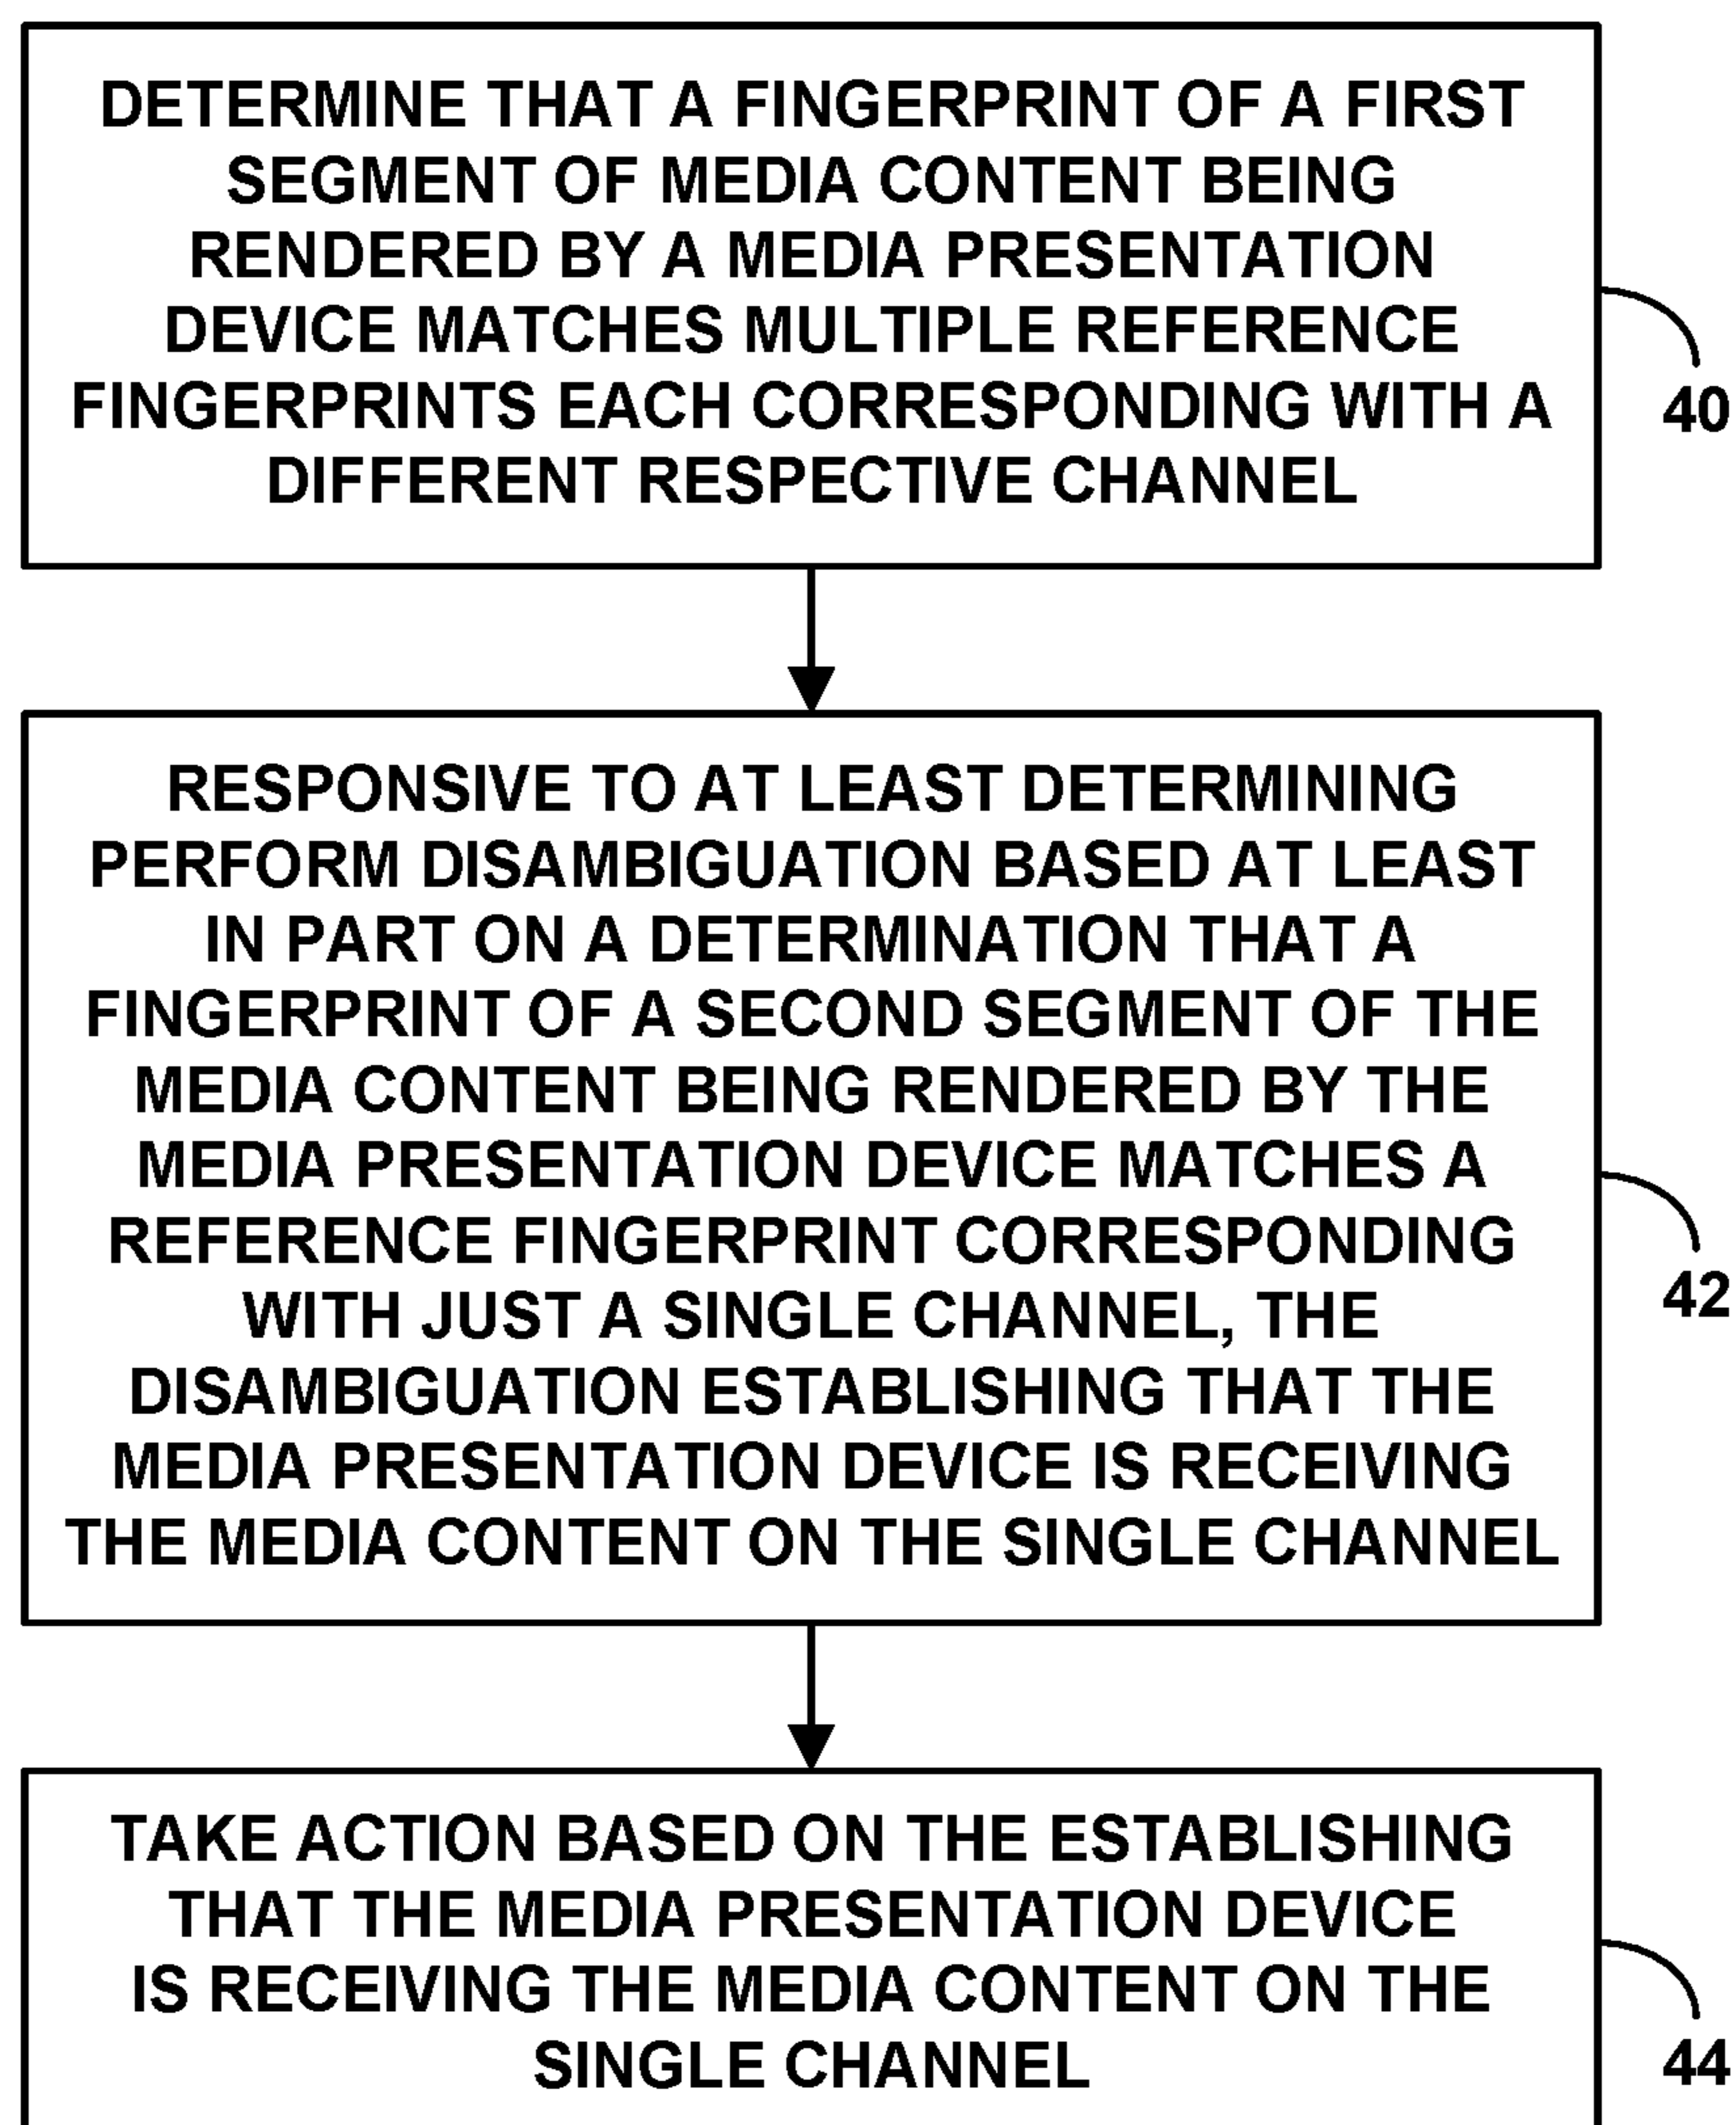 DETERMINE THAT A FINGERPRINT OF A FIRST
SEGMENT OF MEDIA CONTENT BEING
RENDERED BY A MEDIA PRESENTATION
DEVICE MATCHES MULTIPLE REFERENCE
FINGERPRINTS EACH CORRESPONDING WITH A
DIFFERENT RESPECTIVE CHANNEL
40
RESPONSIVE TO AT LEAST DETERMINING
PERFORM DISAMBIGUATION BASED AT LEAST
IN PART ON A DETERMINATION THAT A
FINGERPRINT OF A SECOND SEGMENT OF THE
MEDIA CONTENT BEING RENDERED BY THE
MEDIA PRESENTATION DEVICE MATCHES A
REFERENCE FINGERPRINT CORRESPONDING
WITH JUST A SINGLE CHANNEL, THE
DISAMBIGUATION ESTABLISHING THAT THE
MEDIA PRESENTATION DEVICE IS RECEIVING
THE MEDIA CONTENT ON THE SINGLE CHANNEL
42
TAKE ACTION BASED ON THE ESTABLISHING
THAT THE MEDIA PRESENTATION DEVICE
IS RECEIVING THE MEDIA CONTENT ON THE
SINGLE CHANNEL
44